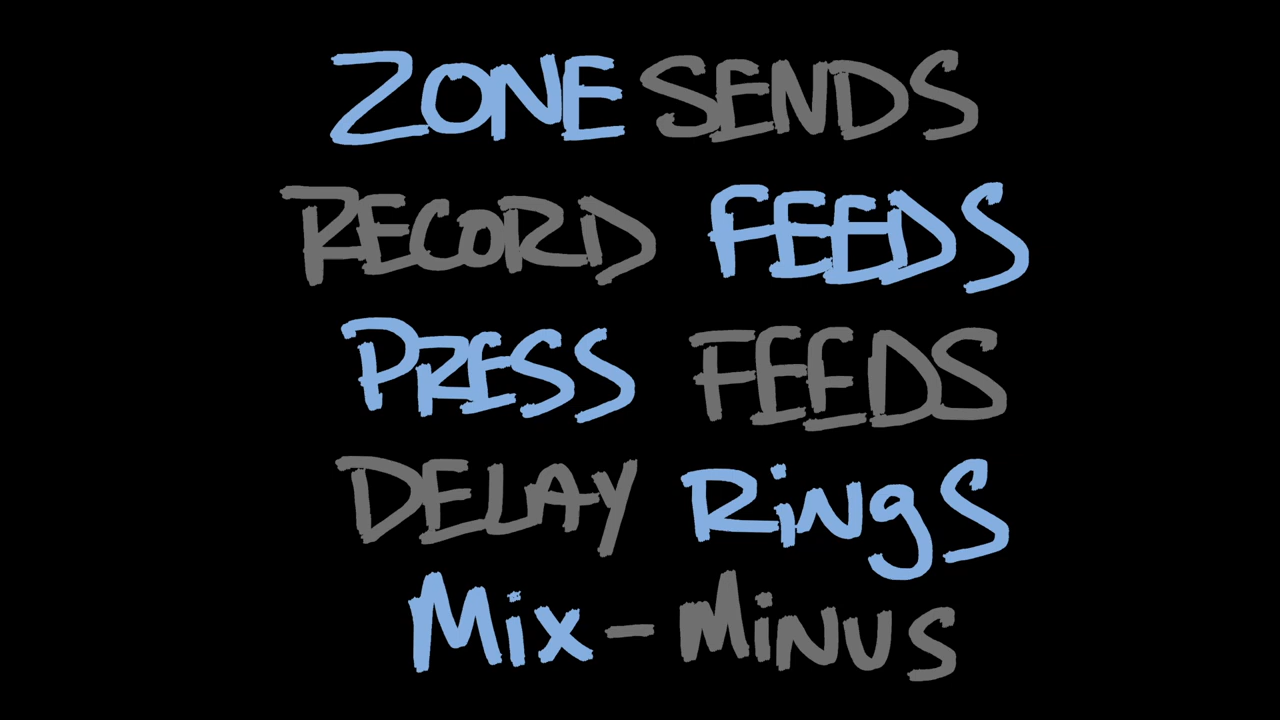 ZONE SENDS
RECORD FEEDS
PRESS FEEDS
DELAY RingS
Mix-MiNUS